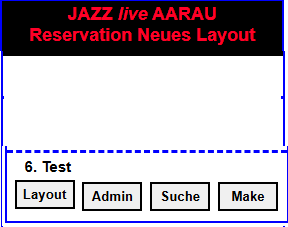 JAZZ live AARAU
Reservation Neues Layout
6. Test
Layout Admin Suche Make